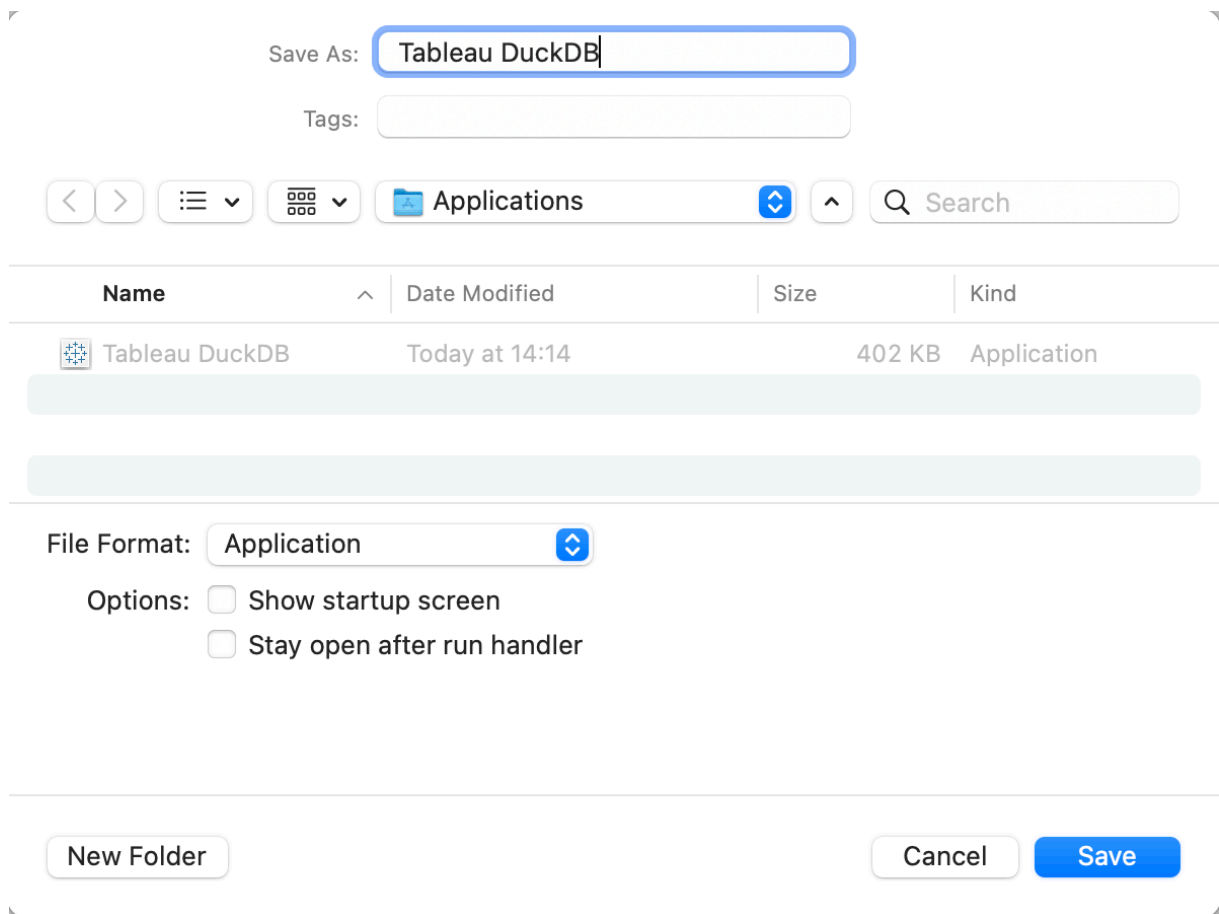 Save As: Tableau DuckDB
Tags:
Applications Search
Name Date Modified Size Kind
Tableau DuckDB Today at 14:14 402 KB Application
File Format: Application
Options: Show startup screen
Stay open after run handler
New Folder Cancel Save